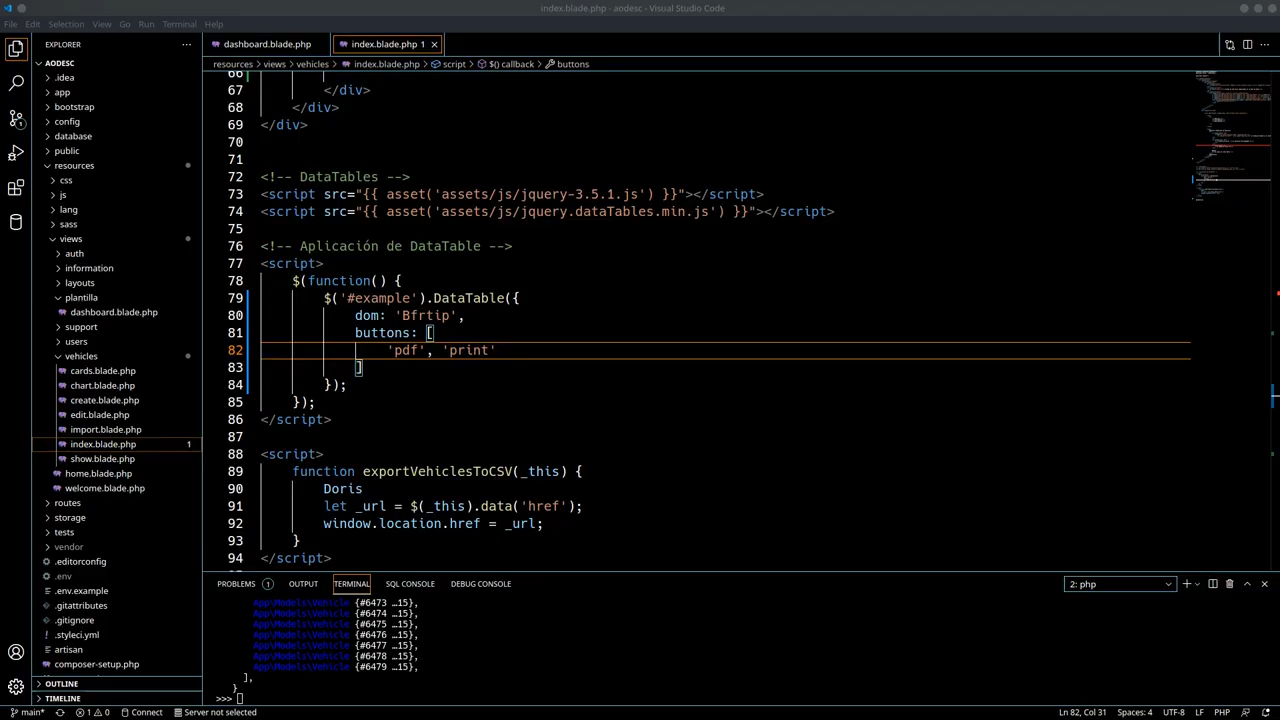 index.blade.php - aodesc - Visual Studio Code
File Edit Selection View Go Run Terminal Help
EXPLORER
dashboard.blade.php
index.blade.php 1
resources > views > vehicles > index.blade.php > script > $() callback > buttons
AODESC
.idea
app
bootstrap
config
database
public
resources
css
js
lang
sass
views
auth
information
layouts
plantilla
dashboard.blade.php
support
users
vehicles
cards.blade.php
chart.blade.php
create.blade.php
edit.blade.php
import.blade.php
index.blade.php 1
show.blade.php
home.blade.php
welcome.blade.php
routes
storage
tests
vendor
.editorconfig
.env
.env.example
.gitattributes
.gitignore
.styleci.yml
artisan
composer-setup.php
OUTLINE
TIMELINE
66
67 </div>
68 </div>
69 </div>
70
71
72 <!-- DataTables -->
73 <script src="{{ asset('assets/js/jquery-3.5.1.js') }}"></script>
74 <script src="{{ asset('assets/js/jquery.dataTables.min.js') }}"></script>
75
76 <!-- Aplicación de DataTable -->
77 <script>
78 $(function() {
79 $('#example').DataTable({
80 dom: 'Bfrtip',
81 buttons: [
82 'pdf', 'print'
83 ]
84 });
85 });
86 </script>
87
88 <script>
89 function exportVehiclesToCSV(_this) {
90 Doris
91 let _url = $(_this).data('href');
92 window.location.href = _url;
93 }
94 </script>
PROBLEMS 1 OUTPUT TERMINAL SQL CONSOLE DEBUG CONSOLE
2: php
App\Models\Vehicle {#6473 …15},
App\Models\Vehicle {#6474 …15},
App\Models\Vehicle {#6475 …15},
App\Models\Vehicle {#6476 …15},
App\Models\Vehicle {#6477 …15},
App\Models\Vehicle {#6478 …15},
App\Models\Vehicle {#6479 …15},
],
}
>>>
main* 1 0 Connect Server not selected
Ln 82, Col 31 Spaces: 4 UTF-8 LF PHP